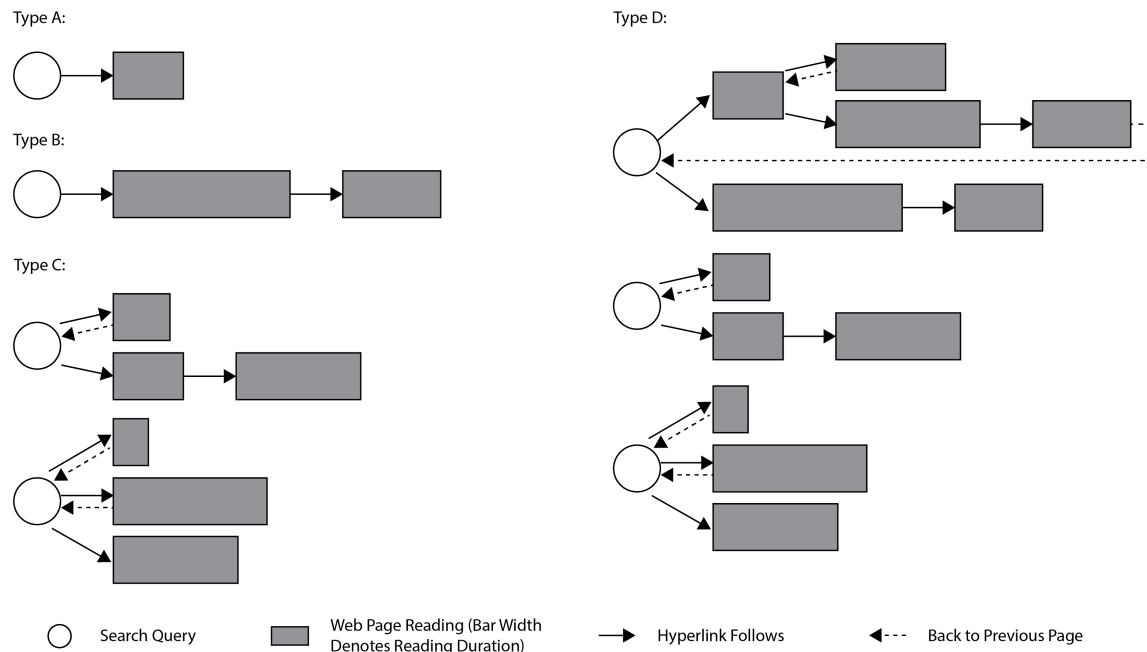 Type A:
Type B:
Type C:
Type D:
Search Query
Web Page Reading (Bar Width
Denotes Reading Duration)
Hyperlink Follows
Back to Previous Page